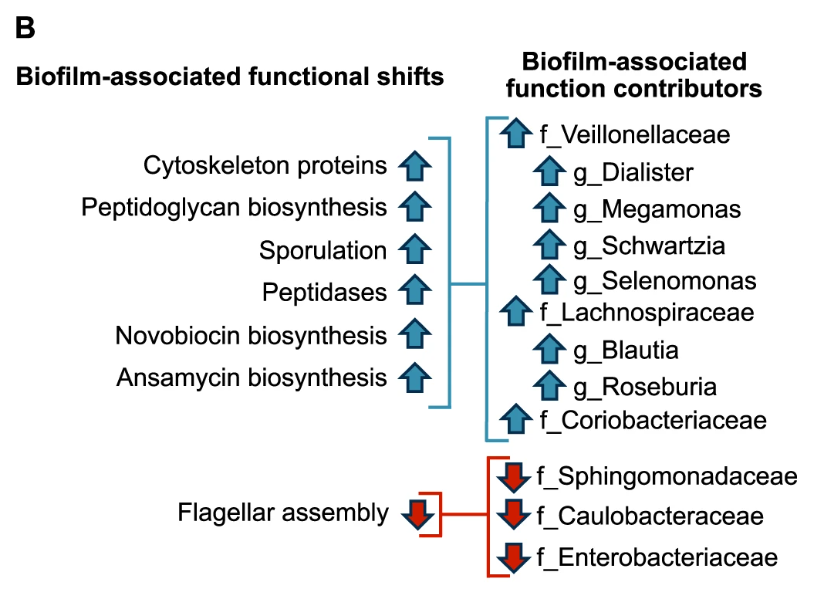 B
Biofilm-associated functional shifts
Biofilm-associated
function contributors
Cytoskeleton proteins
Peptidoglycan biosynthesis
Sporulation
Peptidases
Novobiocin biosynthesis
Ansamycin biosynthesis
f_Veillonellaceae
g_Dialister
g_Megamonas
g_Schwartzia
g_Selenomonas
f_Lachnospiraceae
g_Blautia
g_Roseburia
f_Coriobacteriaceae
Flagellar assembly
f_Sphingomonadaceae
f_Caulobacteraceae
f_Enterobacteriaceae